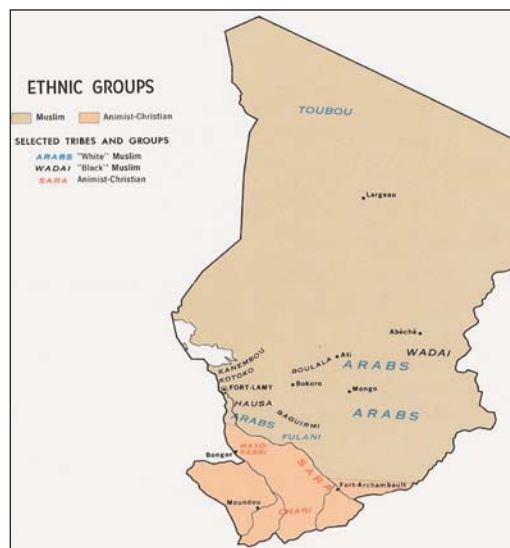 ETHNIC GROUPS
Muslim Animist-Christian
SELECTED TRIBES AND GROUPS
ARABS "White" Muslim
WADAI "Black" Muslim
SARA Animist-Christian
TOUBOU
Largeau
Abéché
WADAI
KANEMBOU
KOTOKO
BOULALA
Ati
ARABS
FORT-LAMY
Bokoro
Mongo
HAUSA
BAGUIRMI
ARABS
ARABS
FULANI
Bongor
MAYO-
KEBBI
SARA
Fort-Archambault
Moundou
CHARI